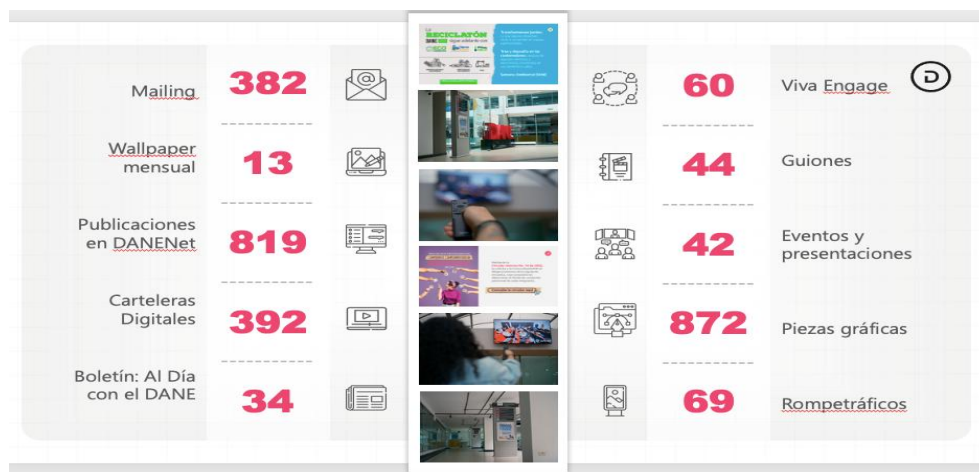 Mailing
382
Wallpaper
mensual
13
Publicaciones
en DANENet
819
Carteleras
Digitales
392
Boletín: Al Día
con el DANE
34
RECICLATÓN
60
Viva Engage
D
44
Guiones
42
Eventos y
presentaciones
872
Piezas gráficas
69
Rompetráficos